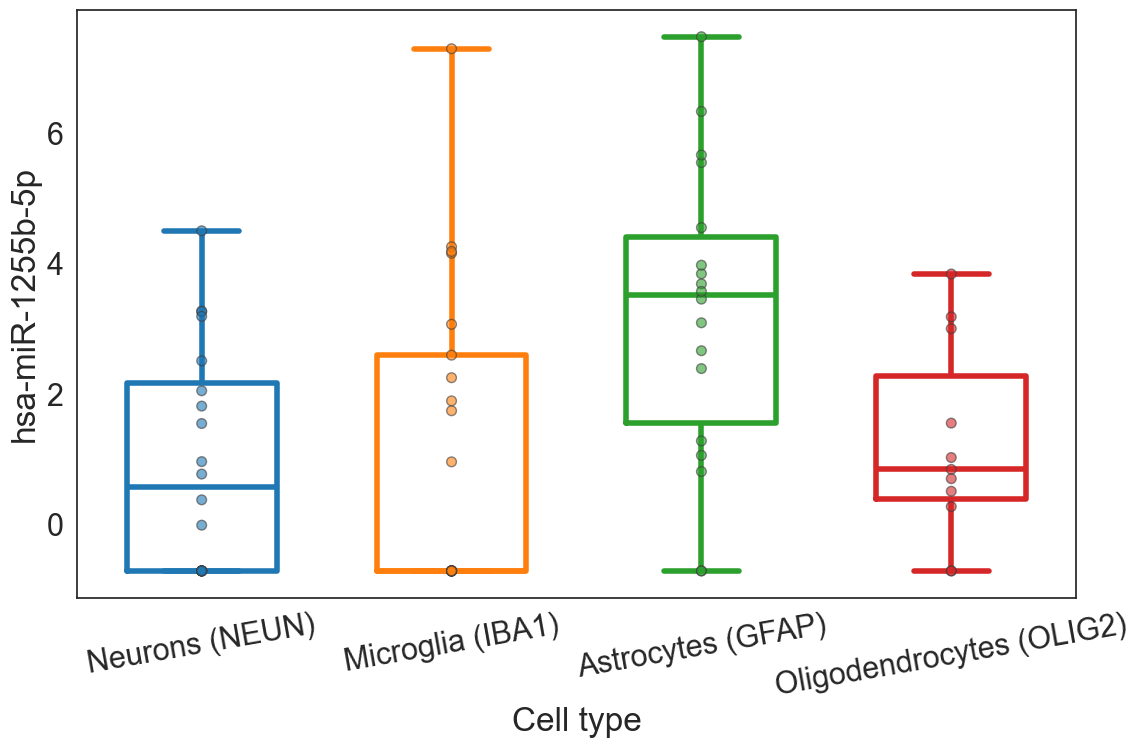 hsa-miR-1255b-5p
6
4
2
0
Neurons (NEUN)
Microglia (IBA1)
Astrocytes (GFAP)
Oligodendrocytes (OLIG2)
Cell type